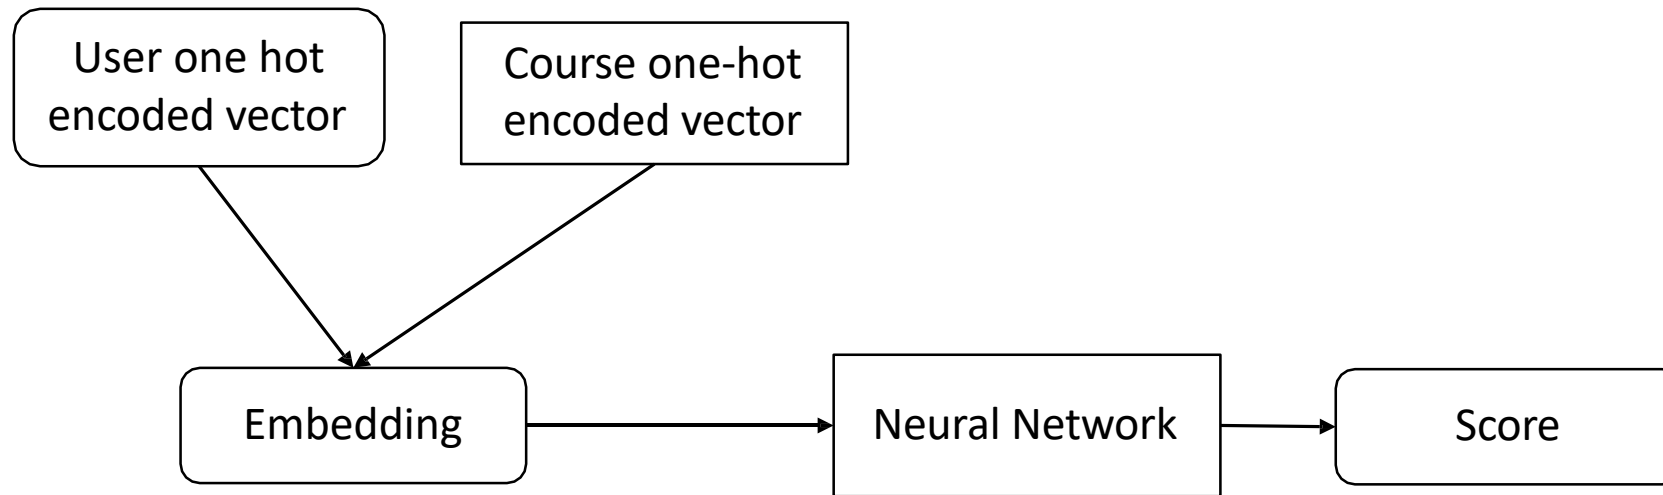 User one hot
encoded vector
Course one-hot
encoded vector
Embedding
Neural Network
Score